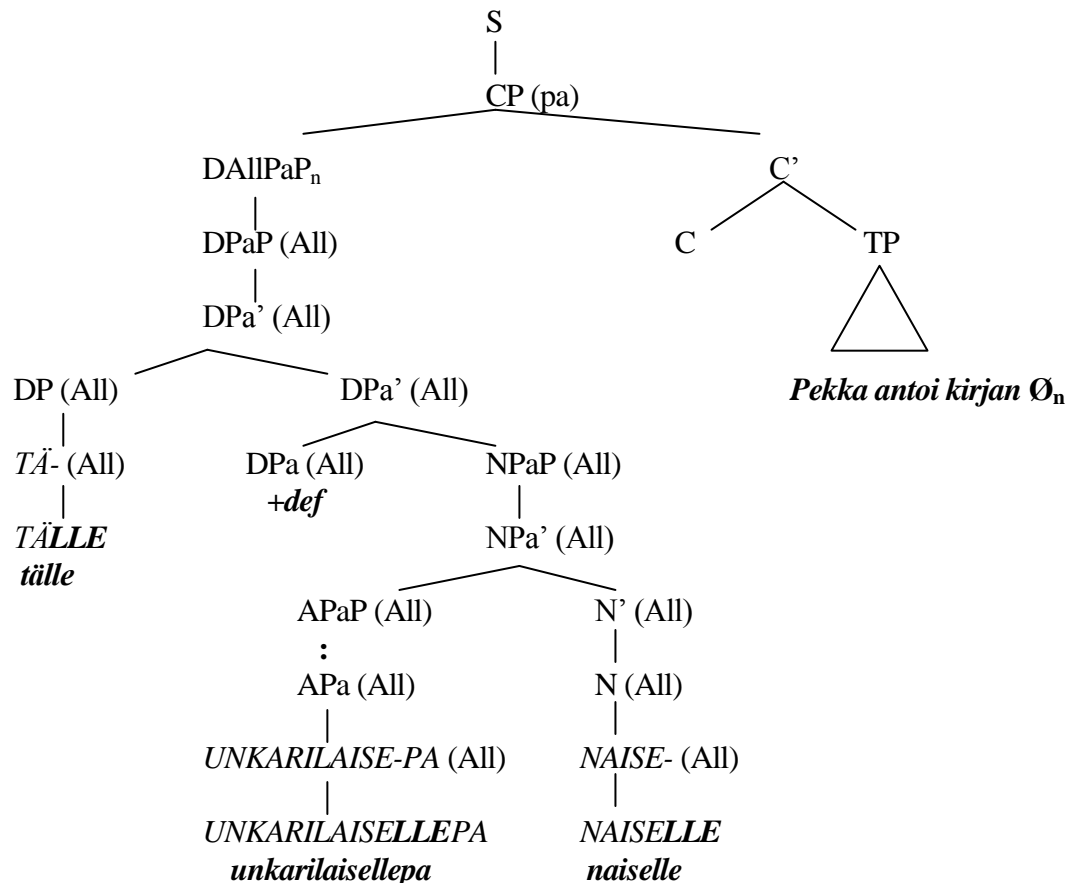 S
CP (pa)
DAllPaPn C’
DPaP (All) C TP
DPa’ (All)
DP (All) DPa’ (All) Pekka antoi kirjan Øn
TÄ- (All) DPa (All) NPaP (All)
+def
TÄLLE NPa’ (All)
tälle
APaP (All) N’ (All)
:
APa (All) N (All)
UNKARILAISE-PA (All) NAISE- (All)
UNKARILAISELLEPA NAISELLE
unkarilaisellepa naiselle